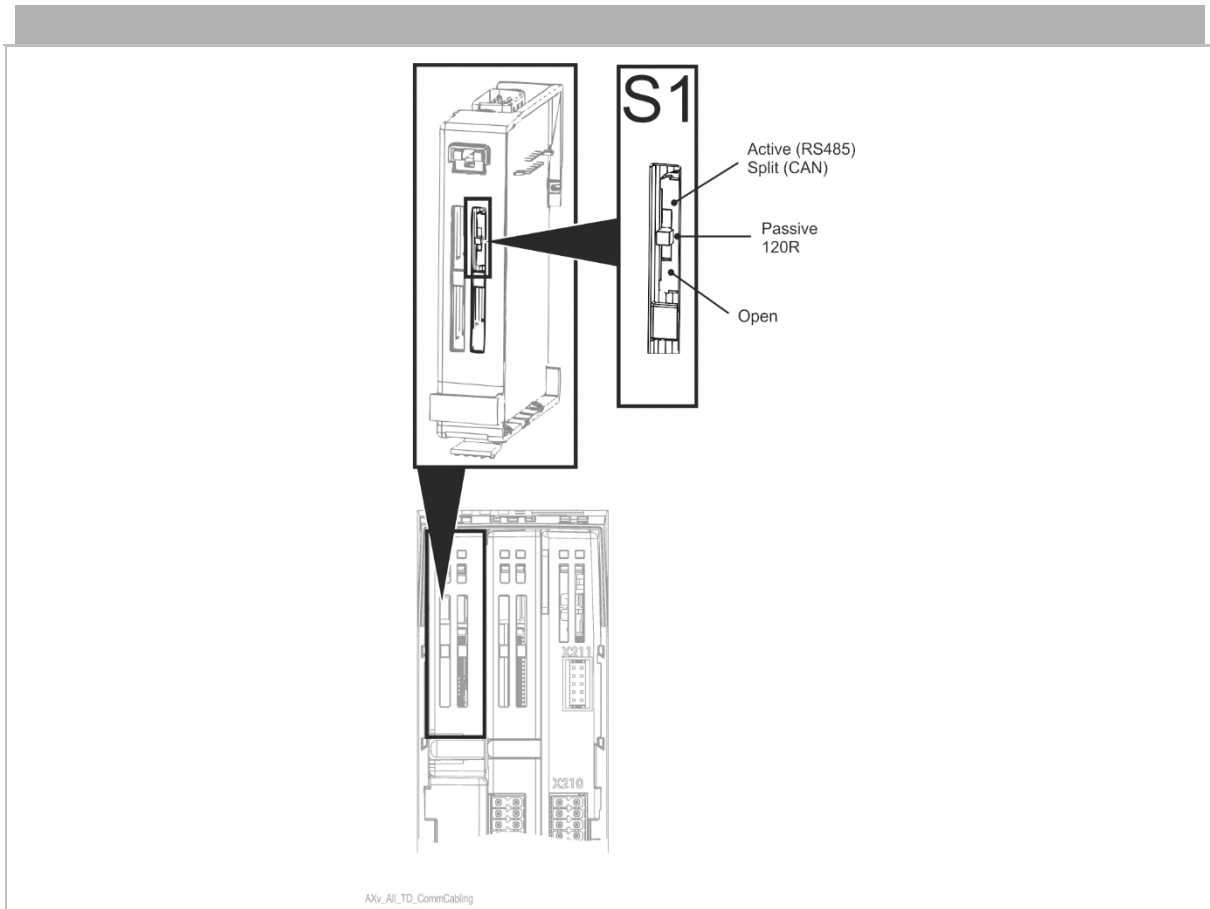 S1
Active (RS485)
Split (CAN)
Passive
120R
Open
X211
X210
AXv_All_TD_CommCabling